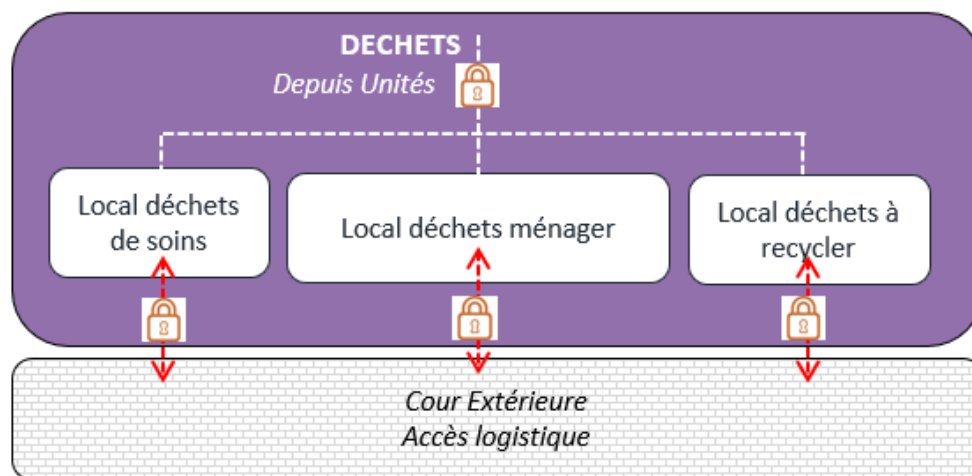 DECHETS
Depuis Unités
Local déchets
de soins
Local déchets ménager
Local déchets à
recycler
Cour Extérieure
Accès logistique